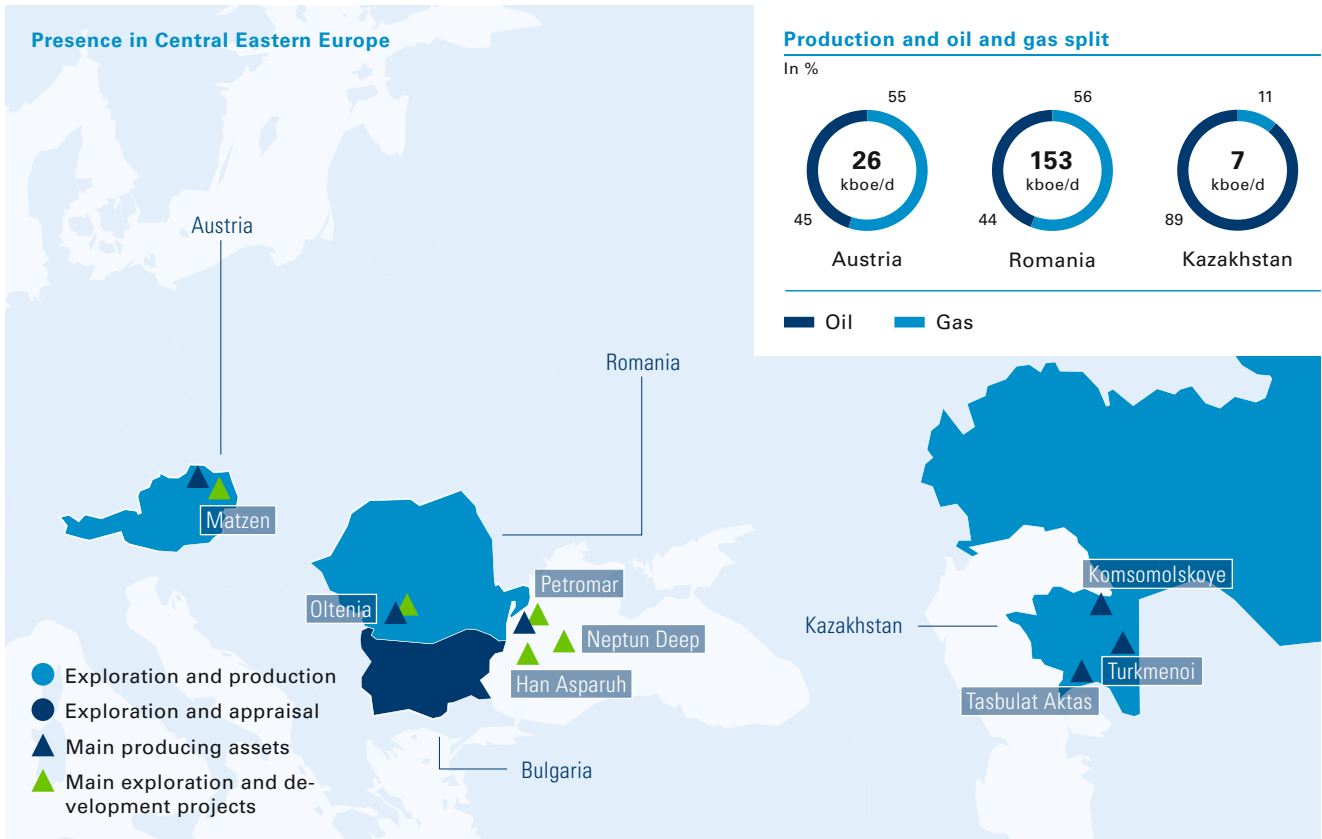 Presence in Central Eastern Europe
Production and oil and gas split
In %
55
26
kboe/d
45
Austria
56
153
kboe/d
44
Romania
11
7
kboe/d
89
Kazakhstan
Oil
Gas
Austria
Romania
Matzen
Oltenia
Petromar
Neptun Deep
Han Asparuh
Bulgaria
Kazakhstan
Komsomolskoye
Turkmenoi
Tasbulat Aktas
Exploration and production
Exploration and appraisal
Main producing assets
Main exploration and de-
velopment projects